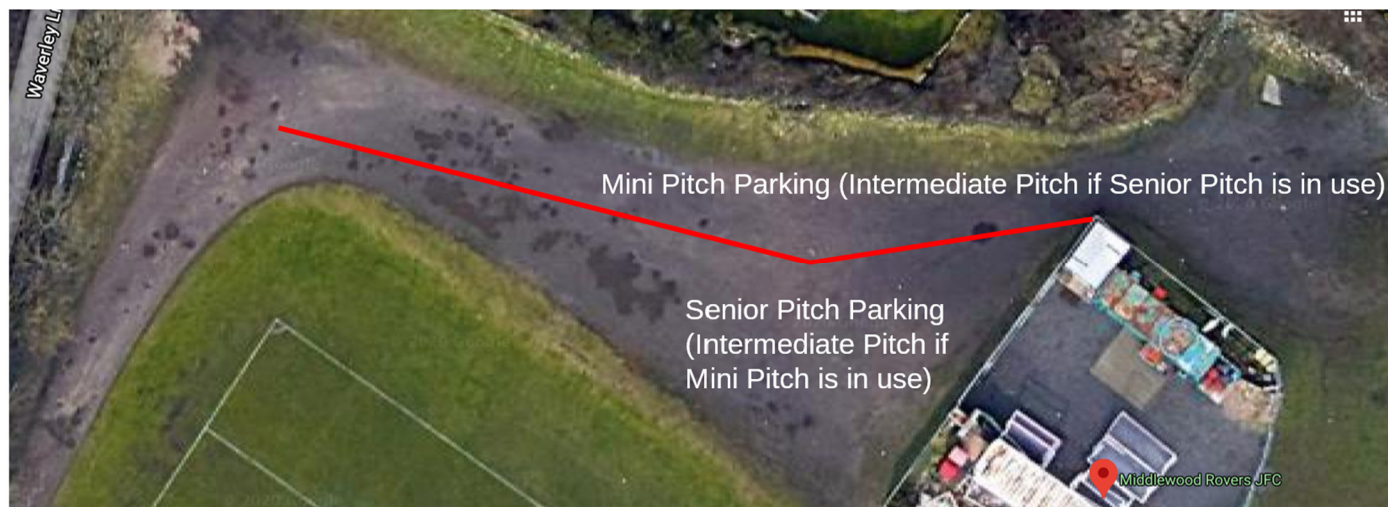 Waverley Ln
Mini Pitch Parking (Intermediate Pitch if Senior Pitch is in use)
Senior Pitch Parking
(Intermediate Pitch if
Mini Pitch is in use)
Middlewood Rovers JFC